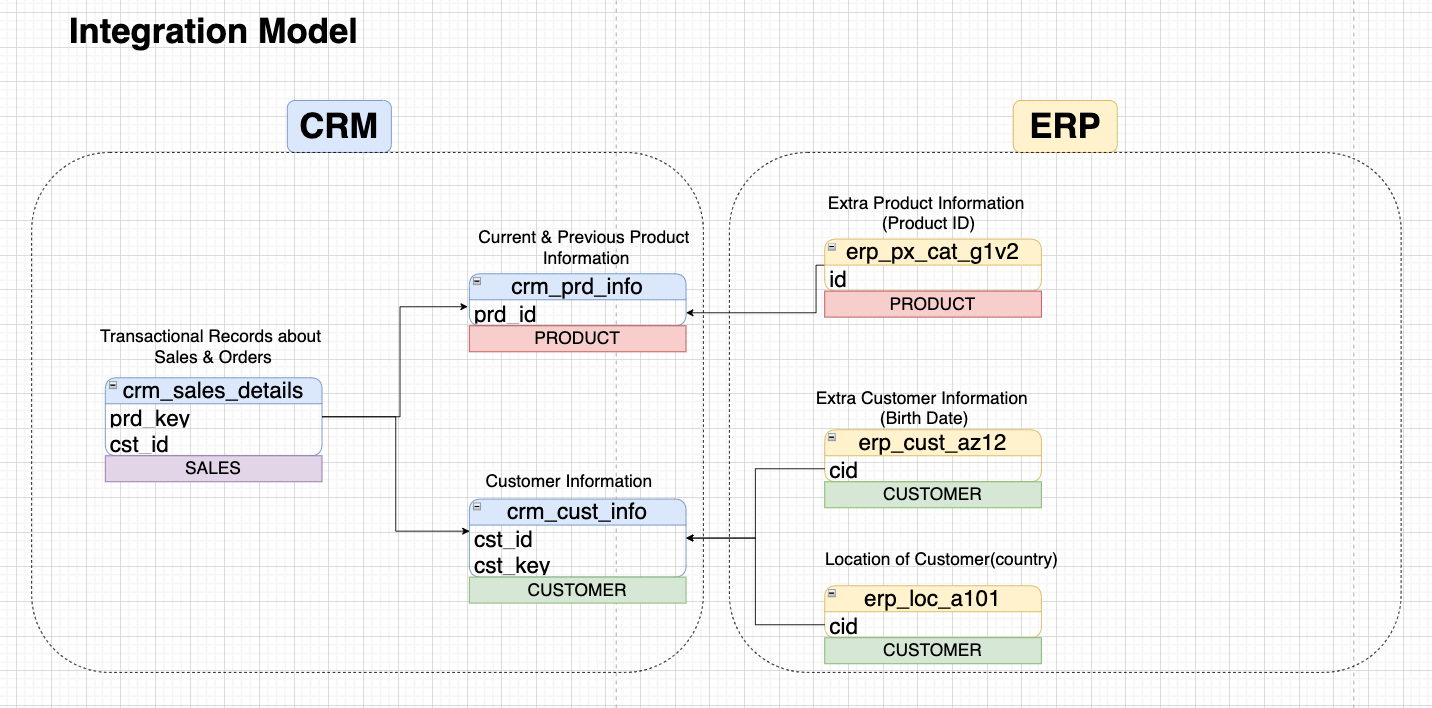 Integration Model
CRM
ERP
Transactional Records about
Sales & Orders
crm_sales_details
prd_key
cst_id
SALES
Current & Previous Product
Information
crm_prd_info
prd_id
PRODUCT
Customer Information
crm_cust_info
cst_id
cst_key
CUSTOMER
Extra Product Information
(Product ID)
erp_px_cat_g1v2
id
PRODUCT
Extra Customer Information
(Birth Date)
erp_cust_az12
cid
CUSTOMER
Location of Customer(country)
erp_loc_a101
cid
CUSTOMER